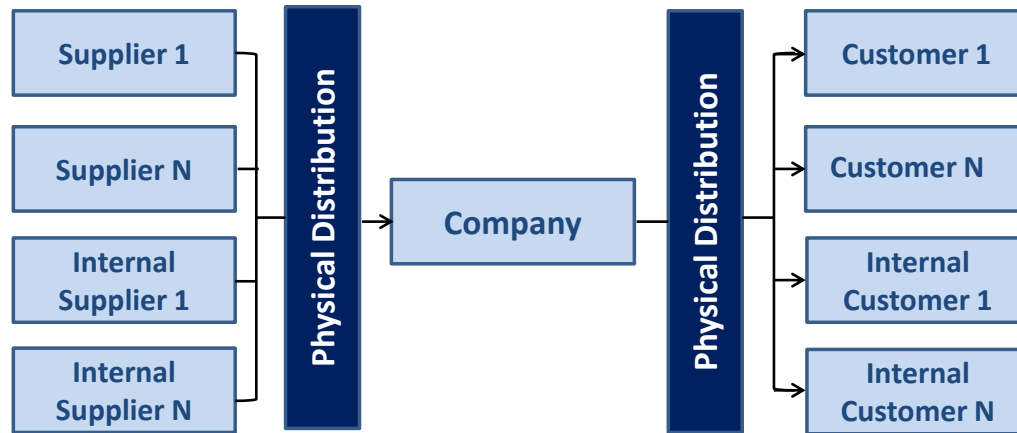 Supplier 1
Supplier N
Internal
Supplier 1
Internal
Supplier N
Physical Distribution
Company
Physical Distribution
Customer 1
Customer N
Internal
Customer 1
Internal
Customer N